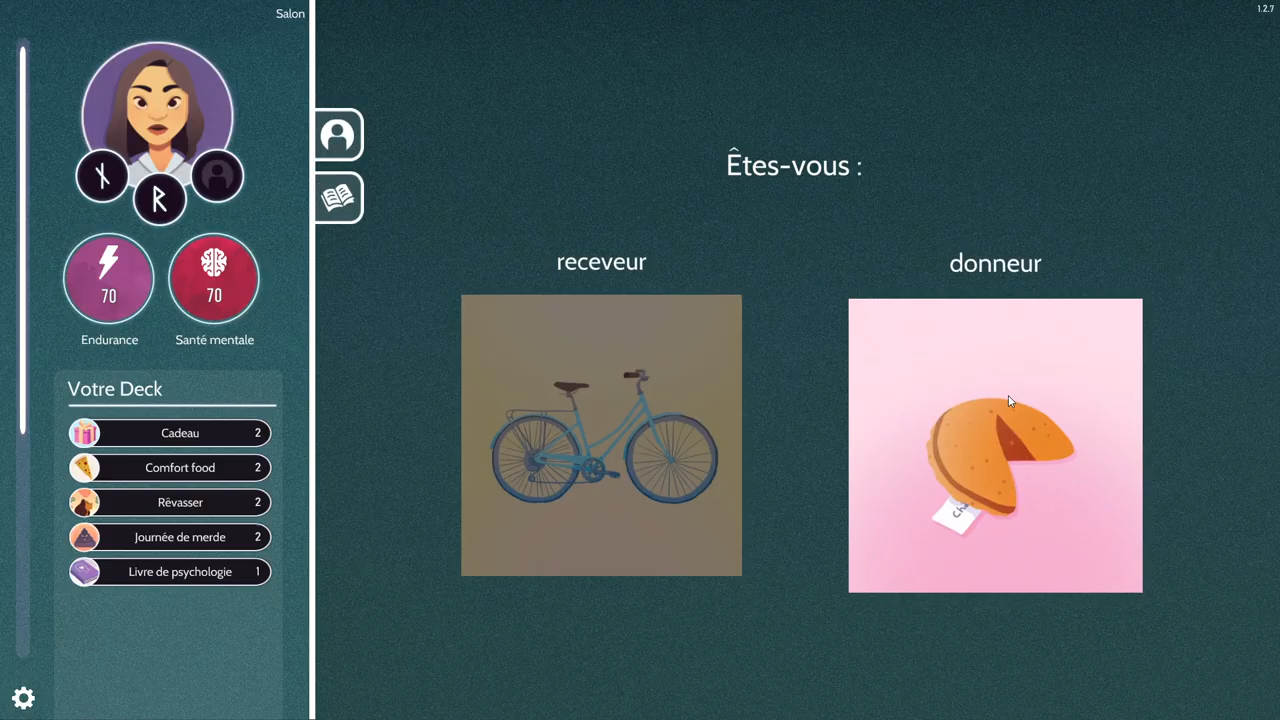 Salon
1.2.7
70
70
Endurance
Santé mentale
Votre Deck
Cadeau 2
Comfort food 2
Rêvasser 2
Journée de merde 2
Livre de psychologie 1
Êtes-vous :
receveur
donneur